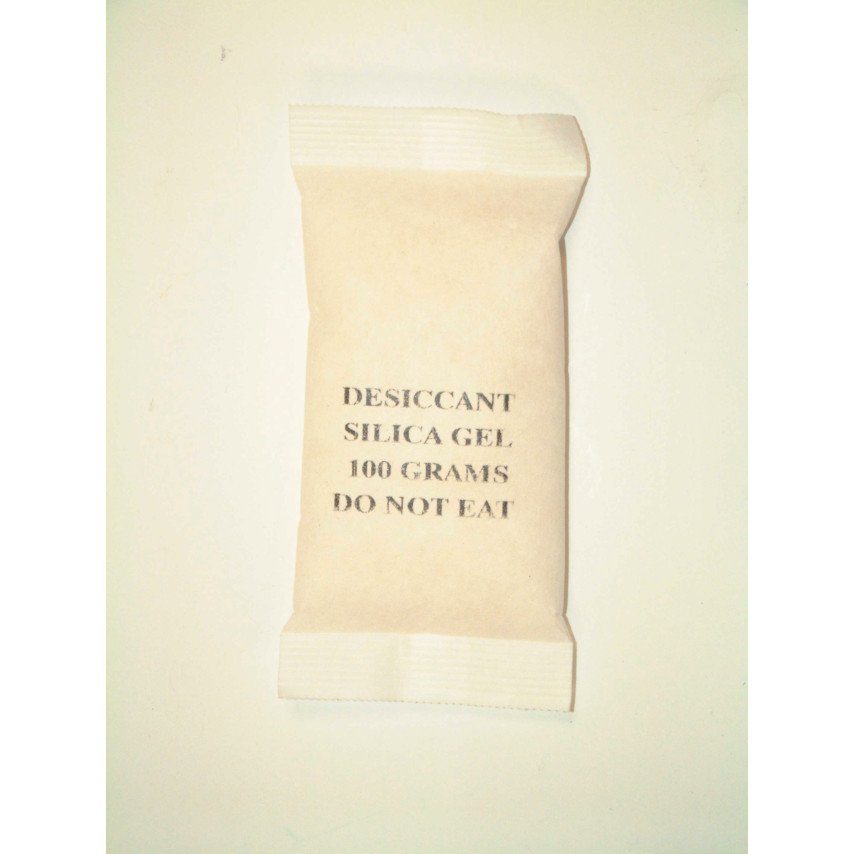 DESICCANT
SILICA GEL
100 GRAMS
DO NOT EAT